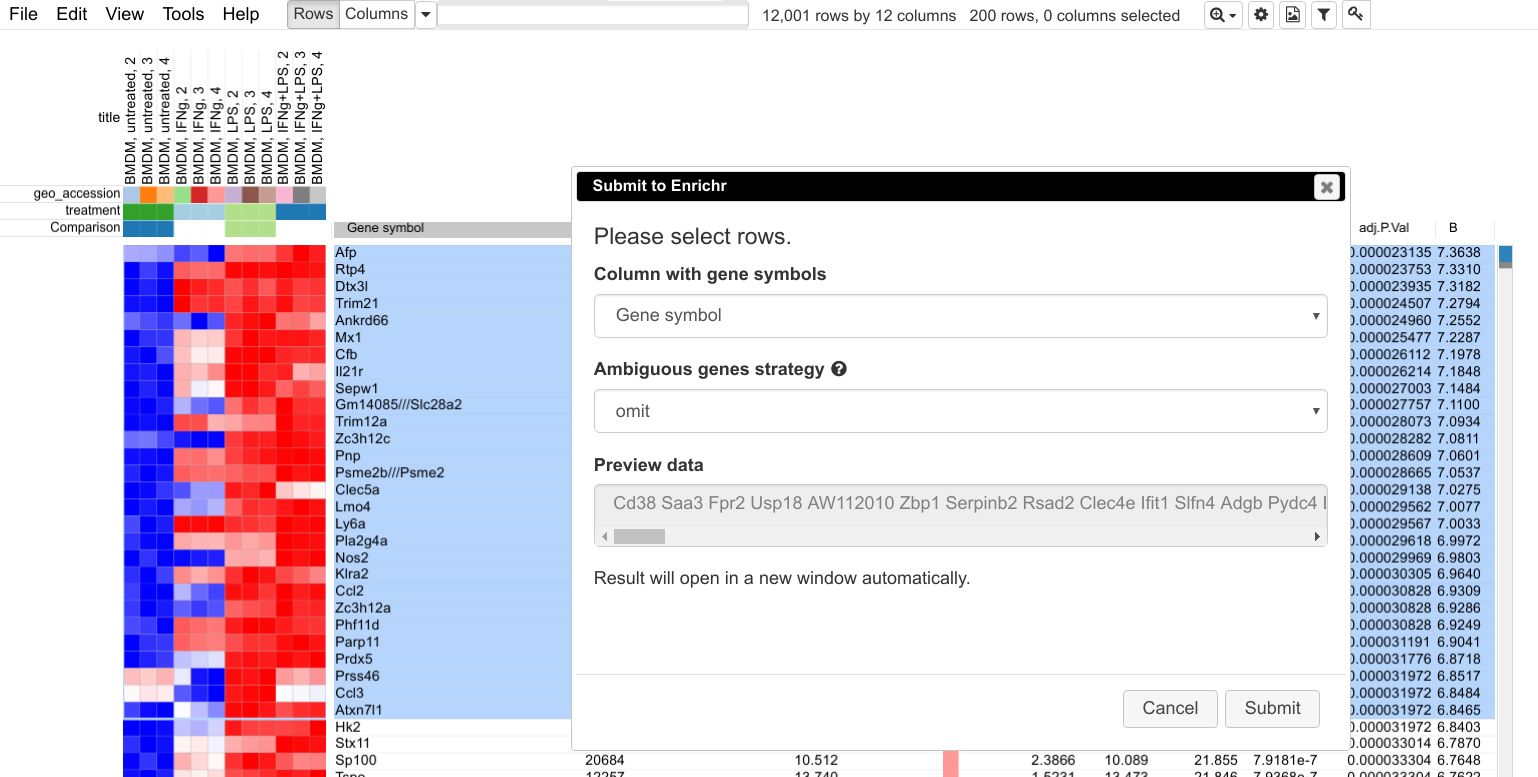 File Edit View Tools Help Rows Columns 12,001 rows by 12 columns 200 rows, 0 columns selected
title
BMDM, untreated, 2
BMDM, untreated, 3
BMDM, untreated, 4
BMDM, IFNg, 2
BMDM, IFNg, 3
BMDM, IFNg, 4
BMDM, LPS, 2
BMDM, LPS, 3
BMDM, LPS, 4
BMDM, IFNg+LPS, 2
BMDM, IFNg+LPS, 3
BMDM, IFNg+LPS, 4
geo_accession
treatment
Comparison
Gene symbol adj.P.Val B
Submit to Enrichr
Please select rows.
Column with gene symbols
Gene symbol
Ambiguous genes strategy
omit
Preview data
Cd38 Saa3 Fpr2 Usp18 AW112010 Zbp1 Serpinb2 Rsad2 Clec4e Ifit1 Slfn4 Adgb Pydc4
Result will open in a new window automatically.
Cancel Submit
Afp 0.000023135 7.3638
Rtp4 0.000023753 7.3310
Dtx3l 0.000023935 7.3182
Trim21 0.000024507 7.2794
Ankrd66 0.000024960 7.2552
Mx1 0.000025477 7.2287
Cfb 0.000026112 7.1978
Il21r 0.000026214 7.1848
Sepw1 0.000027003 7.1484
Gm14085///Slc28a2 0.000027757 7.1100
Trim12a 0.000028073 7.0934
Zc3h12c 0.000028282 7.0811
Pnp 0.000028609 7.0601
Psme2b///Psme2 0.000028665 7.0537
Clec5a 0.000029138 7.0275
Lmo4 0.000029562 7.0077
Ly6a 0.000029567 7.0033
Pla2g4a 0.000029618 6.9972
Nos2 0.000029969 6.9803
Klra2 0.000030305 6.9640
Ccl2 0.000030828 6.9309
Zc3h12a 0.000030828 6.9286
Phf11d 0.000030828 6.9249
Parp11 0.000031191 6.9041
Prdx5 0.000031776 6.8718
Prss46 0.000031972 6.8517
Ccl3 0.000031972 6.8484
Atxn7l1 0.000031972 6.8465
Hk2 0.000031972 6.8403
Stx11 0.000033014 6.7870
Sp100 20684 10.512 2.3866 10.089 21.855 7.9181e-7 0.000033304 6.7648